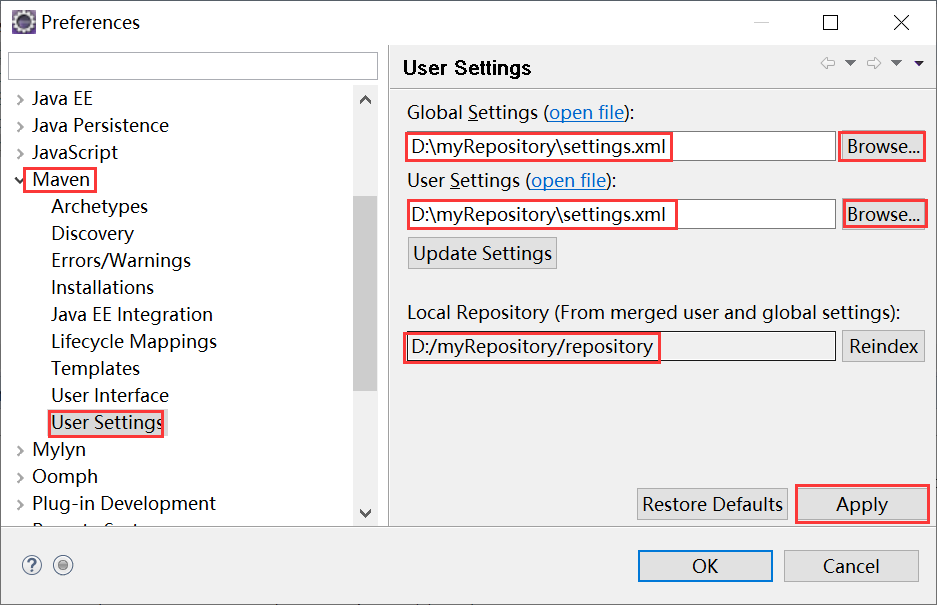 Preferences
Java EE
Java Persistence
JavaScript
Maven
Archetypes
Discovery
Errors/Warnings
Installations
Java EE Integration
Lifecycle Mappings
Templates
User Interface
User Settings
Mylyn
Oomph
Plug-in Development
User Settings
Global Settings (open file):
D:\myRepository\settings.xml
Browse...
User Settings (open file):
D:\myRepository\settings.xml
Browse...
Update Settings
Local Repository (From merged user and global settings):
D:/myRepository/repository
Reindex
Restore Defaults
Apply
OK
Cancel